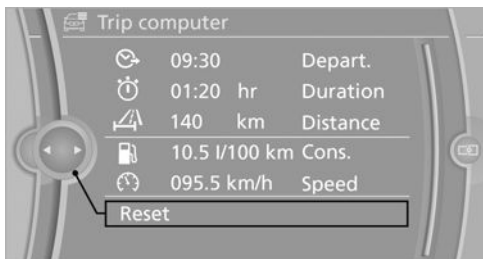 Trip computer
09:30 Depart.
01:20 hr Duration
140 km Distance
10.5 l/100 km Cons.
095.5 km/h Speed
Reset